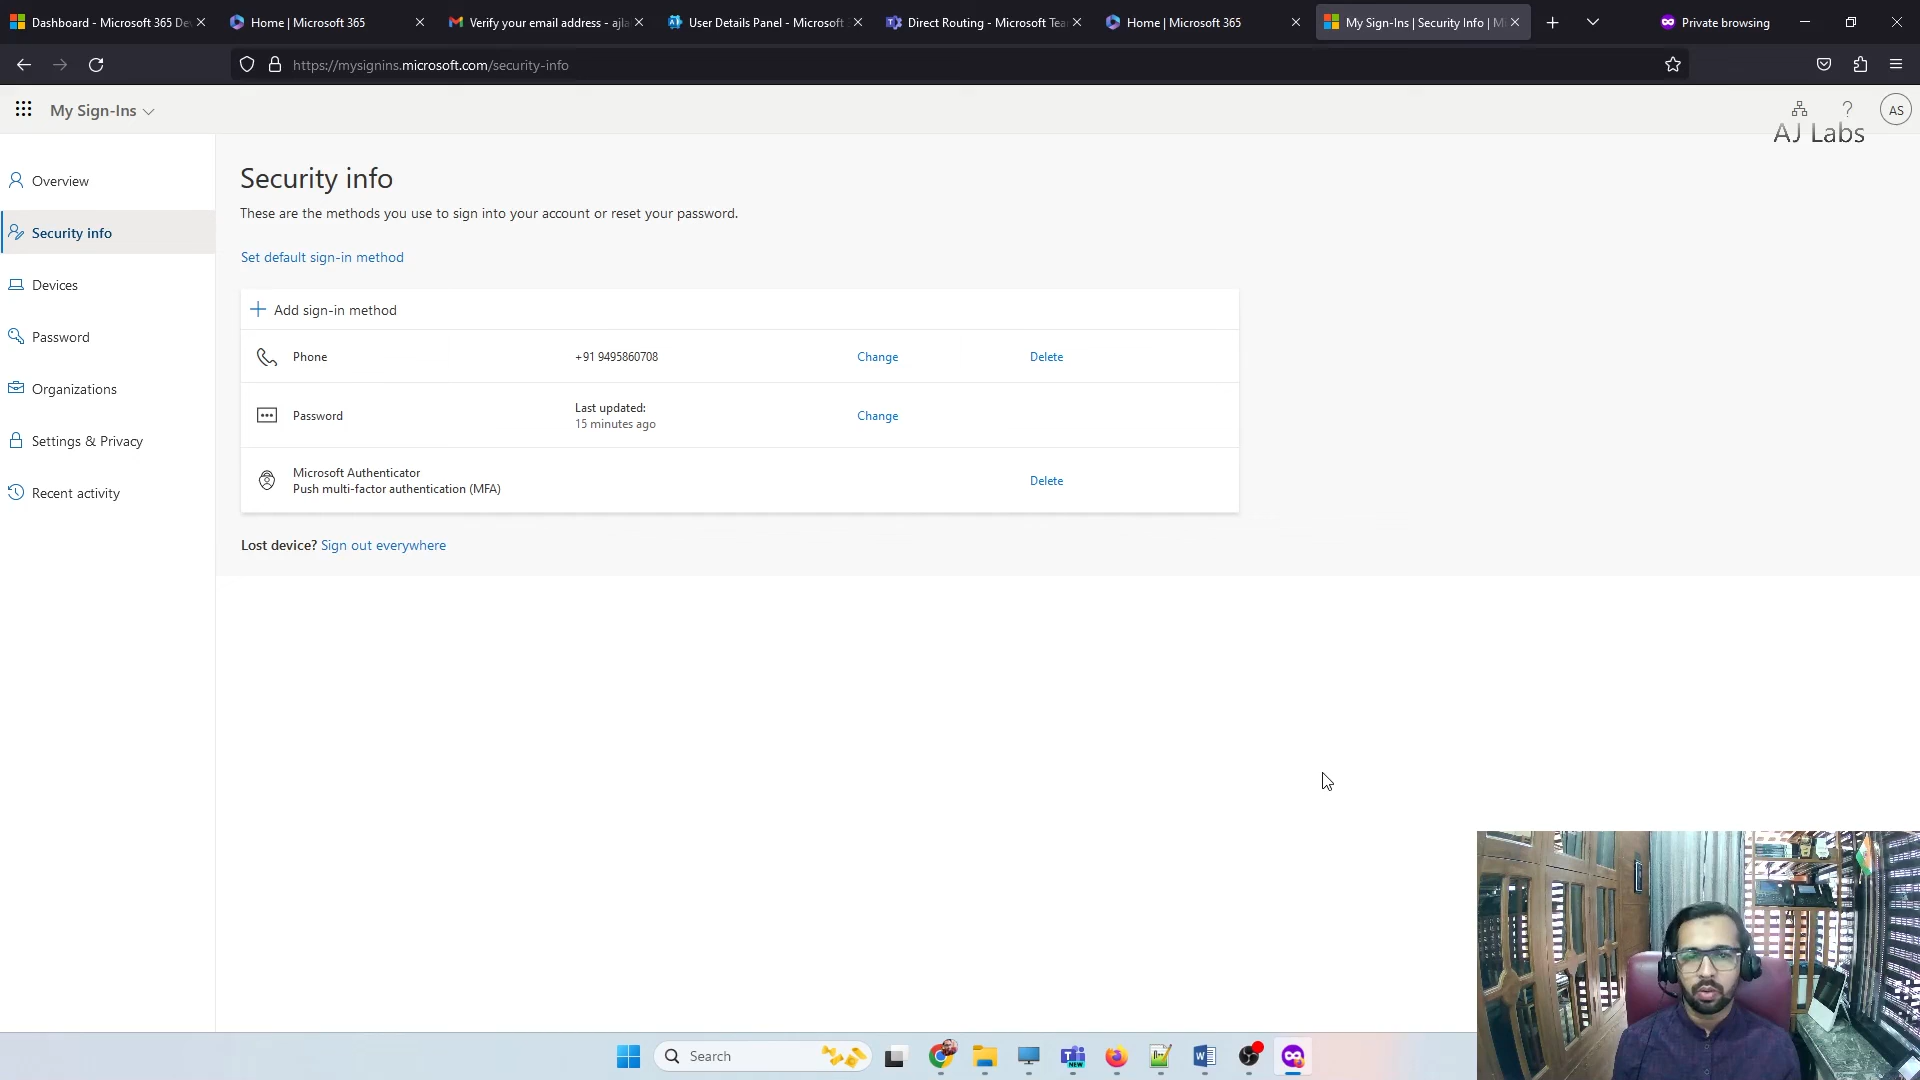 Dashboard - Microsoft 365 De
Home | Microsoft 365
Verify your email address - ajla
User Details Panel - Microsoft
Direct Routing - Microsoft Tea
Home | Microsoft 365
My Sign-Ins | Security Info | Mi
Private browsing
https://mysignins.microsoft.com/security-info
My Sign-Ins
?
AS
AJ Labs
Overview
Security info
Devices
Password
Organizations
Settings & Privacy
Recent activity
Security info
These are the methods you use to sign into your account or reset your password.
Set default sign-in method
Add sign-in method
Phone
+91 9495860708
Change
Delete
Password
Last updated:
15 minutes ago
Change
Microsoft Authenticator
Push multi-factor authentication (MFA)
Delete
Lost device? Sign out everywhere
Search
NEW